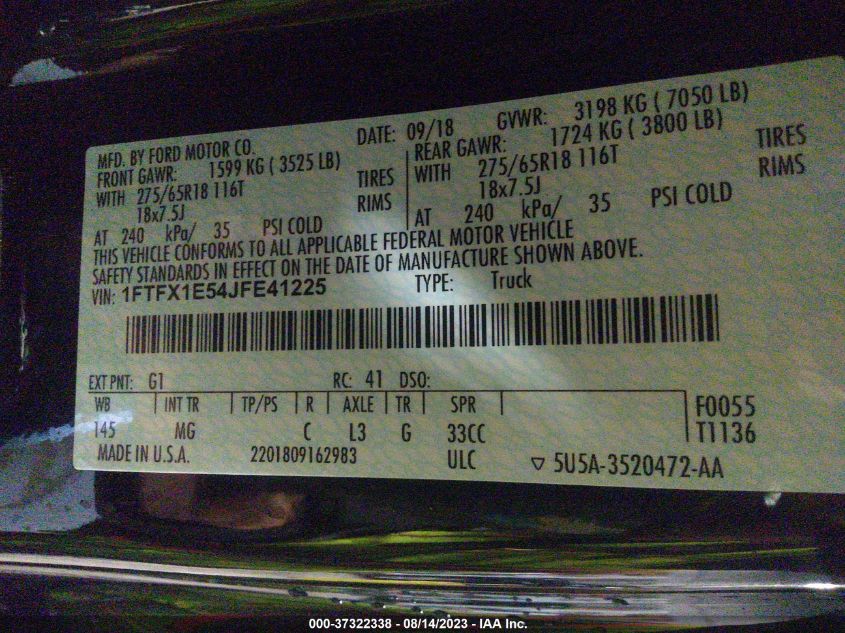 MFD. BY FORD MOTOR CO. DATE: 09/18 GVWR: 3198 KG ( 7050 LB)
FRONT GAWR: 1599 KG ( 3525 LB) REAR GAWR: 1724 KG ( 3800 LB)
WITH 275/65R18 116T TIRES WITH 275/65R18 116T TIRES
18x7.5J RIMS 18x7.5J RIMS
AT 240 kPa/ 35 PSI COLD AT 240 kPa/ 35 PSI COLD
THIS VEHICLE CONFORMS TO ALL APPLICABLE FEDERAL MOTOR VEHICLE
SAFETY STANDARDS IN EFFECT ON THE DATE OF MANUFACTURE SHOWN ABOVE.
VIN: 1FTFX1E54JFE41225 TYPE: Truck
EXT PNT: G1 RC: 41 DSO:
WB INT TR TP/PS R AXLE TR SPR F0055
145 MG C L3 G 33CC T1136
MADE IN U.S.A. 2201809162983 ULC ▽ 5U5A-3520472-AA
000-37322338 - 08/14/2023 - IAA Inc.